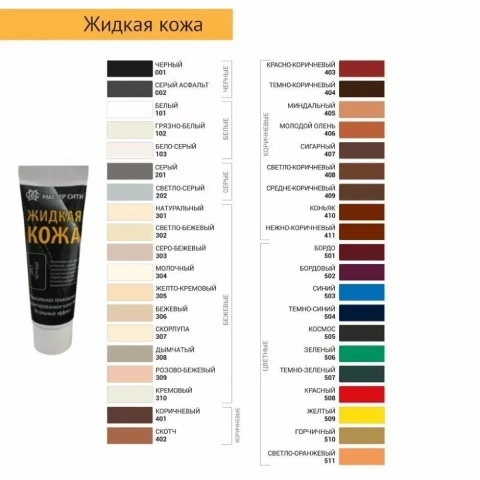 Жидкая кожа
МАСТЕР СИТИ
ЖИДКАЯ
КОЖА
ЧЕРНЫЙ
001
СЕРЫЙ АСФАЛЬТ
002
ЧЕРНЫЕ
БЕЛЫЙ
101
ГРЯЗНО-БЕЛЫЙ
102
БЕЛО-СЕРЫЙ
103
БЕЛЫЕ
СЕРЫЙ
201
СВЕТЛО-СЕРЫЙ
202
СЕРЫЕ
НАТУРАЛЬНЫЙ
301
СВЕТЛО-БЕЖЕВЫЙ
302
СЕРО-БЕЖЕВЫЙ
303
МОЛОЧНЫЙ
304
ЖЕЛТО-КРЕМОВЫЙ
305
БЕЖЕВЫЙ
306
СКОРЛУПА
307
ДЫМЧАТЫЙ
308
РОЗОВО-БЕЖЕВЫЙ
309
КРЕМОВЫЙ
310
БЕЖЕВЫЕ
КОРИЧНЕВЫЙ
401
СКОТЧ
402
КОРИЧНЕВЫЕ
КРАСНО-КОРИЧНЕВЫЙ
403
ТЕМНО-КОРИЧНЕВЫЙ
404
МИНДАЛЬНЫЙ
405
МОЛОДОЙ ОЛЕНЬ
406
СИГАРНЫЙ
407
СВЕТЛО-КОРИЧНЕВЫЙ
408
СРЕДНЕ-КОРИЧНЕВЫЙ
409
КОНЬЯК
410
НЕЖНО-КОРИЧНЕВЫЙ
411
КОРИЧНЕВЫЕ
БОРДО
501
БОРДОВЫЙ
502
СИНИЙ
503
ТЕМНО-СИНИЙ
504
КОСМОС
505
ЗЕЛЕНЫЙ
506
ТЕМНО-ЗЕЛЕНЫЙ
507
КРАСНЫЙ
508
ЖЕЛТЫЙ
509
ГОРЧИЧНЫЙ
510
СВЕТЛО-ОРАНЖЕВЫЙ
511
ЦВЕТНЫЕ